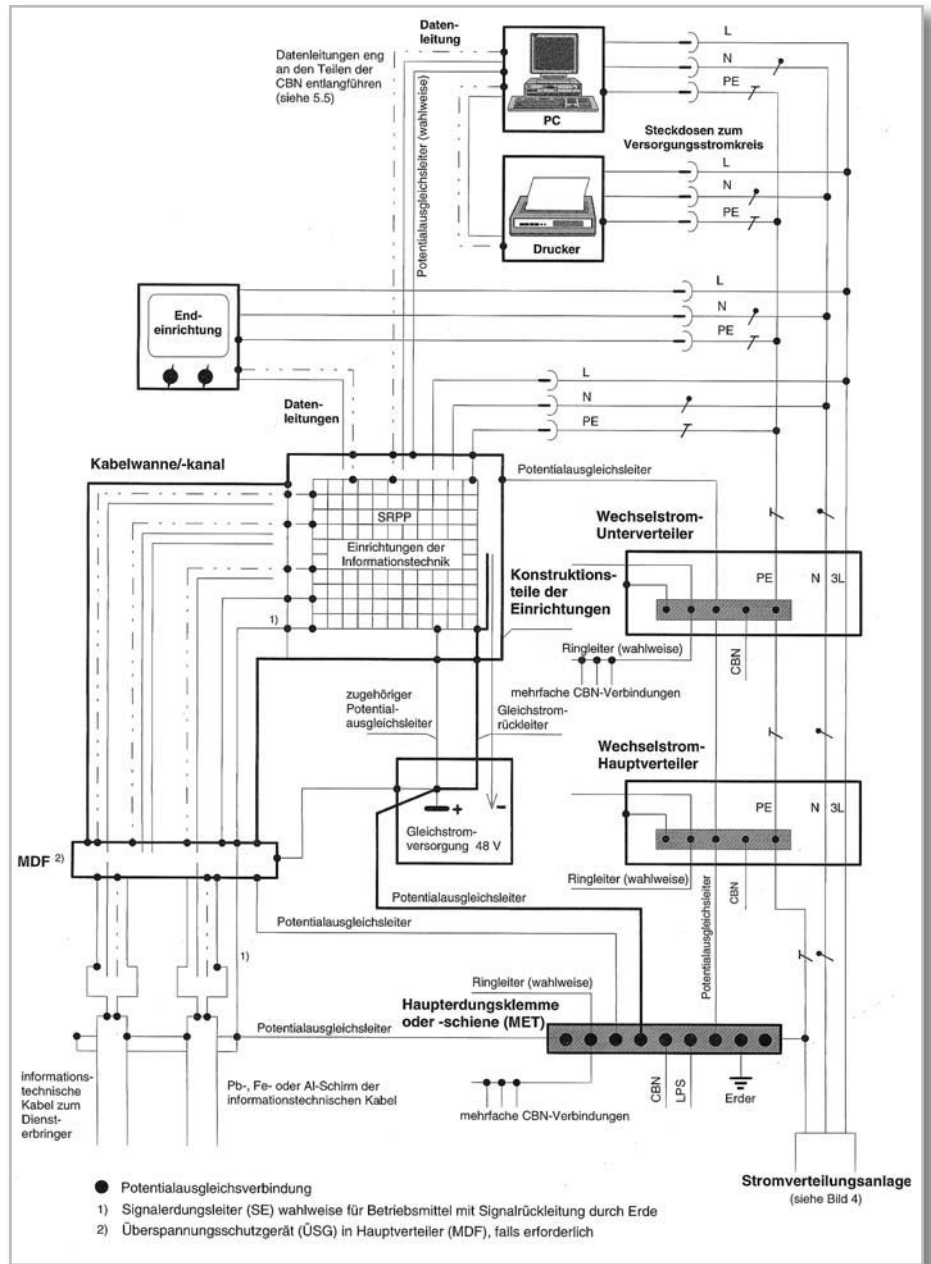 Daten-
leitung
Datenleitungen eng
an den Teilen der
CBN entlangführen
(siehe 5.5)
Potentialausgleichsleiter (wahlweise)
PC
L
N
PE
Steckdosen zum
Versorgungsstromkreis
L
N
PE
Drucker
End-
einrichtung
L
N
PE
Daten-
leitungen
L
N
PE
Kabelwanne/-kanal
Potentialausgleichsleiter
SRPP
Einrichtungen der
Informationstechnik
1)
Wechselstrom-
Unterverteiler
PE
N
3L
Konstruktions-
teile der
Einrichtungen
Ringleiter (wahlweise)
CBN
mehrfache CBN-Verbindungen
zugehöriger
Potential-
ausgleichsleiter
Gleichstrom-
rückleiter
Wechselstrom-
Hauptverteiler
PE
N
3L
+
–
Gleichstrom-
versorgung 48 V
MDF 2)
Ringleiter (wahlweise)
CBN
Potentialausgleichsleiter
Potentialausgleichsleiter
Potentialausgleichsleiter
1)
Ringleiter (wahlweise)
Haupterdungsklemme
oder -schiene (MET)
Potentialausgleichsleiter
informations-
technische
Kabel zum
Dienst-
erbringer
Pb-, Fe- oder Al-Schirm der
informationstechnischen Kabel
mehrfache CBN-Verbindungen
CBN
LPS
Erder
Stromverteilungsanlage
(siehe Bild 4)
Potentialausgleichsverbindung
1) Signalerdungsleiter (SE) wahlweise für Betriebsmittel mit Signalrückleitung durch Erde
2) Überspannungsschutzgerät (ÜSG) in Hauptverteiler (MDF), falls erforderlich